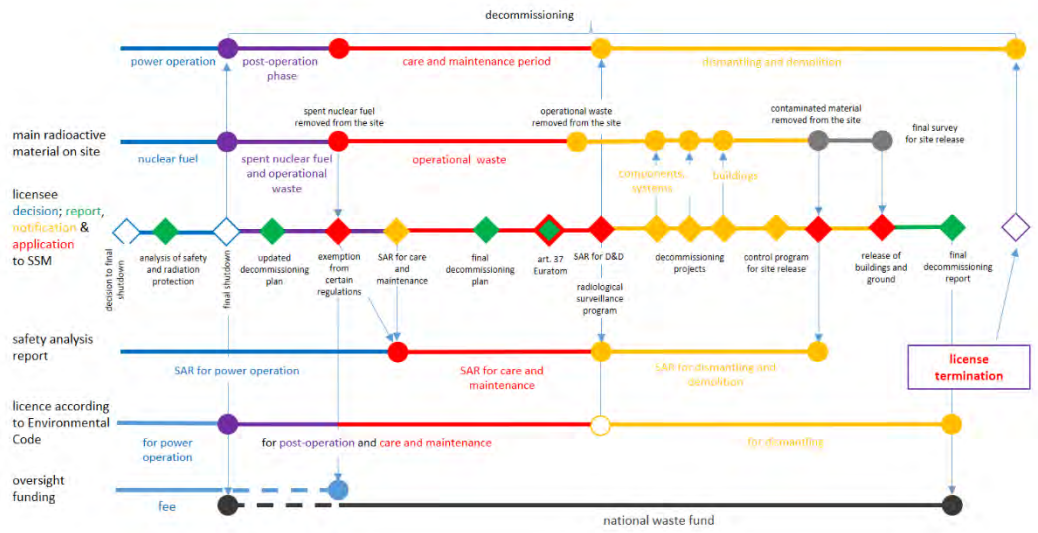 decommissioning
power operation
post-operation
phase
care and maintenance period
dismantling and demolition
main radioactive
material on site
spent nuclear fuel
removed from the site
operational waste
removed from the site
contaminated material
removed from the site
final survey
for site release
nuclear fuel
spent nuclear fuel
and operational
waste
operational waste
components,
systems
buildings
licensee
decision; report,
notification &
application
to SSM
decision to final
shutdown
analysis of safety
and radiation
protection
final shutdown
updated
decommissioning
plan
exemption
from
certain
regulations
SAR for care
and
maintenance
final
decommissioning
plan
art. 37
Euratom
SAR for D&D
radiological
surveillance
program
decommissioning
projects
control program
for site release
release of
buildings and
ground
final
decommissioning
report
safety analysis
report
SAR for power operation
SAR for care and
maintenance
SAR for dismantling and
demolition
license
termination
licence according
to Environmental
Code
for power
operation
for post-operation and care and maintenance
for dismantling
oversight
funding
fee
national waste fund